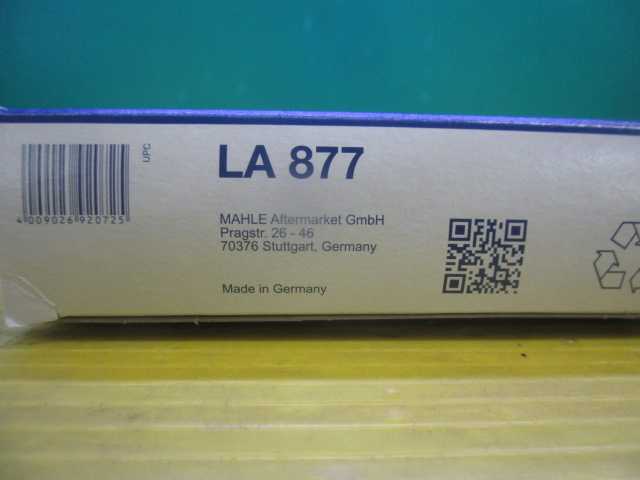 UPC
4 009026 920725
LA 877
MAHLE Aftermarket GmbH
Pragstr. 26 - 46
70376 Stuttgart, Germany
Made in Germany